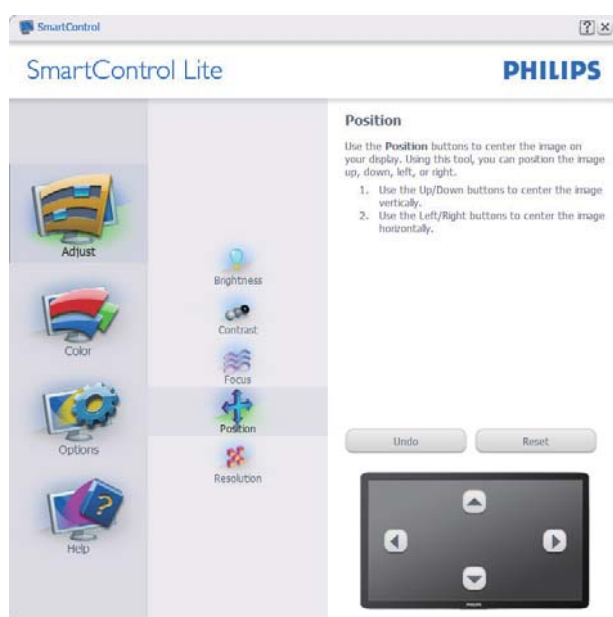 SmartControl
SmartControl Lite
PHILIPS
Adjust
Color
Options
Help
Brightness
Contrast
Focus
Position
Resolution
Position
Use the Position buttons to center the image on
your display. Using this tool, you can position the image
up, down, left, or right.
1. Use the Up/Down buttons to center the image
vertically.
2. Use the Left/Right buttons to center the image
horizontally.
Undo
Reset
PHILIPS